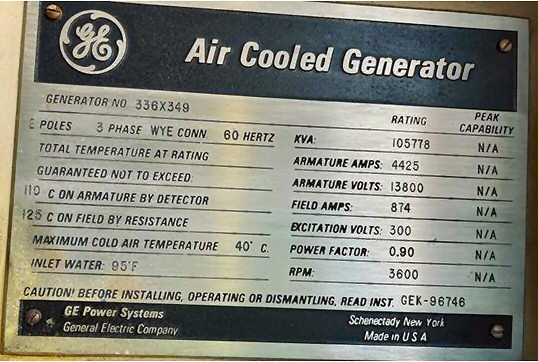 GE
Air Cooled Generator
GENERATOR NO 336X349
RATING PEAK CAPABILITY
2 POLES 3 PHASE WYE CONN 60 HERTZ
KVA: 105778 N/A
TOTAL TEMPERATURE AT RATING
ARMATURE AMPS: 4425 N/A
GUARANTEED NOT TO EXCEED:
ARMATURE VOLTS: 13800 N/A
110 C ON ARMATURE BY DETECTOR
FIELD AMPS: 874 N/A
125 C ON FIELD BY RESISTANCE
EXCITATION VOLTS: 300 N/A
MAXIMUM COLD AIR TEMPERATURE 40° C.
POWER FACTOR: 0.90 N/A
INLET WATER: 95°F
RPM: 3600 N/A
CAUTION! BEFORE INSTALLING, OPERATING OR DISMANTLING, READ INST. GEK-96746
GE Power Systems
General Electric Company
Schenectady New York
Made in U S A